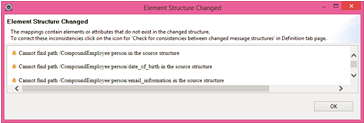 Element Structure Changed
Element Structure Changed
The mappings contain elements or attributes that do not exist in the changed structure.
To correct these inconsistencies click on the icon for 'Check for consistencies between changed message structures' in Definition tab page.
Cannot find path /CompoundEmployee/person in the source structure
Cannot find path /CompoundEmployee/person/date_of_birth in the source structure
Cannot find path /CompoundEmployee/person/email_information in the source structure
OK